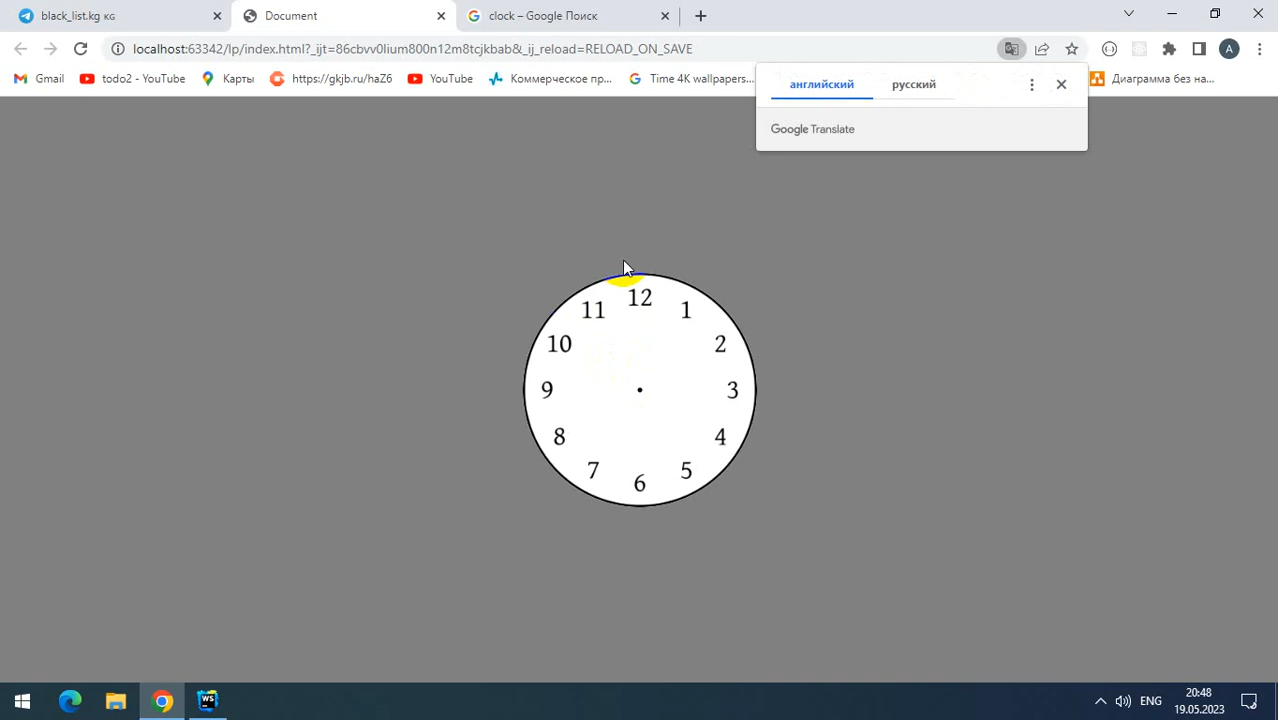 black_list.kg кg
Document
clock – Google Поиск
localhost:63342/lp/index.html?_ijt=86cbvv0lium800n12m8tcjkbab&_ij_reload=RELOAD_ON_SAVE
A
Gmail
todo2 - YouTube
Карты
https://gkjb.ru/haZ6
YouTube
Коммерческое пр...
Time 4K wallpapers...
Диаграмма без на...
английский
русский
Google Translate
12
11
1
10
2
9
3
8
4
7
5
6
WS
ENG
20:48
19.05.2023